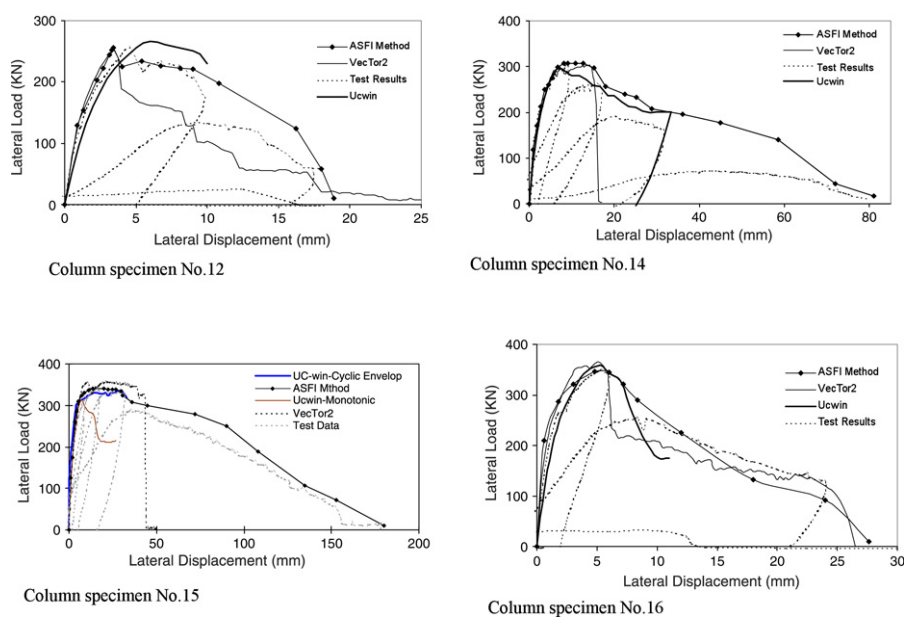 300
200
100
0
Lateral Load (KN)
0
5
10
15
20
25
Lateral Displacement (mm)
ASFI Method
VecTor2
Test Results
Ucwin
Column specimen No.12
400
300
200
100
0
Lateral Load (KN)
0
20
40
60
80
Lateral Displacement (mm)
ASFI Method
VecTor2
Test Results
Ucwin
Column specimen No.14
400
300
200
100
0
Lateral Load (KN)
0
50
100
150
200
Lateral Displacement (mm)
UC-win-Cyclic Envelop
ASFI Mthod
Ucwin-Monotonic
VecTor2
Test Data
Column specimen No.15
400
300
200
100
0
Lateral Load (KN)
0
5
10
15
20
25
30
Lateral Displacement (mm)
ASFI Method
VecTor2
Ucwin
Test Results
Column specimen No.16